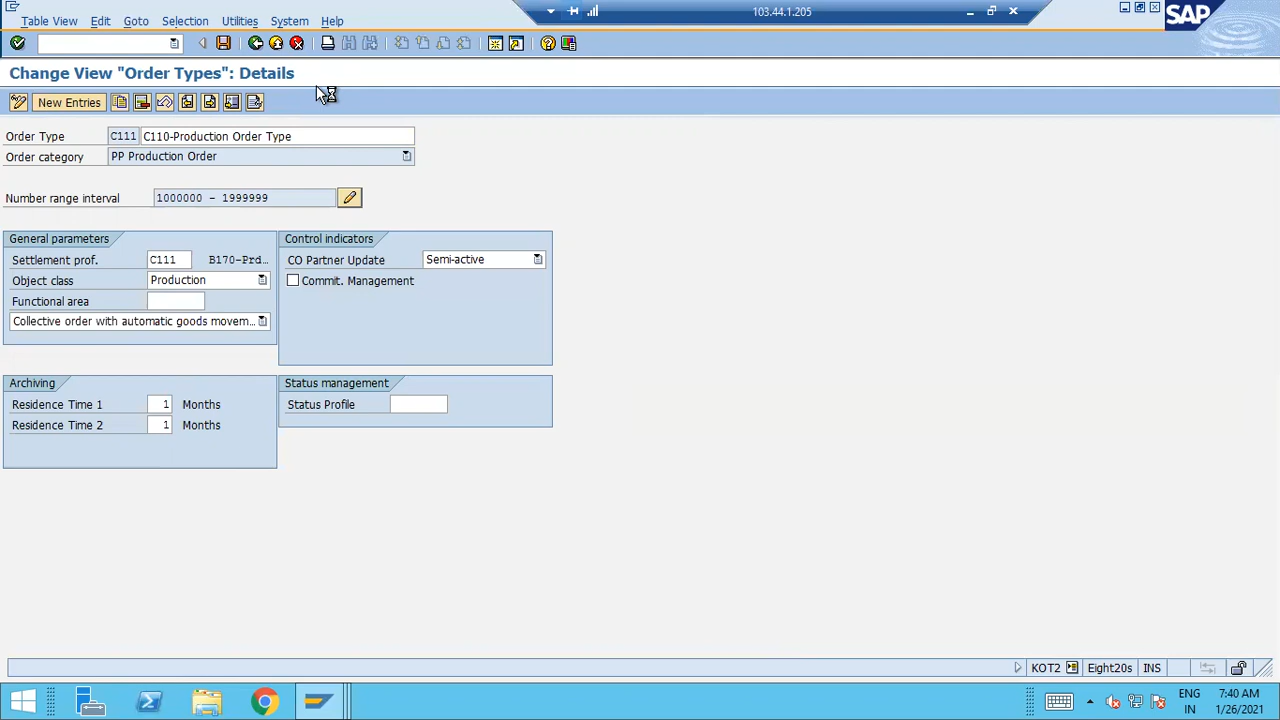 103.44.1.205
Table View Edit Goto Selection Utilities System Help
SAP
Change View "Order Types": Details
New Entries
Order Type C111 C110-Production Order Type
Order category PP Production Order
Number range interval 1000000 - 1999999
General parameters
Settlement prof. C111 B170-Prd...
Object class Production
Functional area
Collective order with automatic goods movem...
Control indicators
CO Partner Update Semi-active
Commit. Management
Archiving
Residence Time 1 1 Months
Residence Time 2 1 Months
Status management
Status Profile
KOT2 Eight20s INS
ENG 7:40 AM
IN 1/26/2021